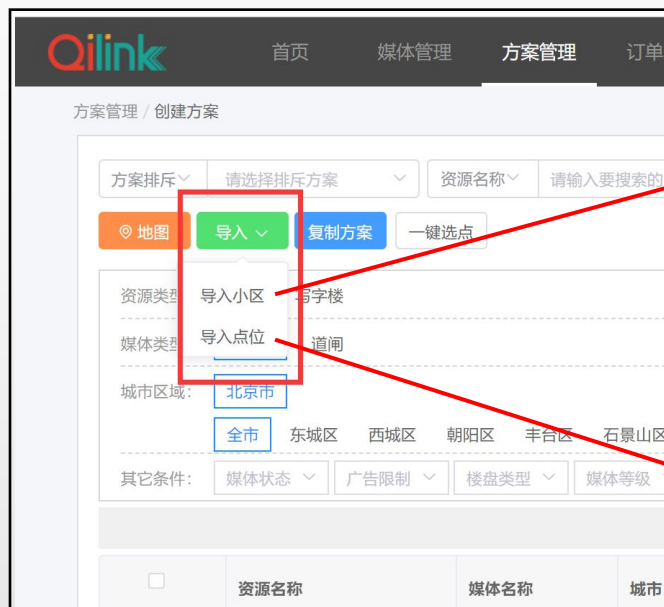 Qilink 首页 媒体管理 方案管理 订单
方案管理 / 创建方案
方案排斥 请选择排斥方案 资源名称 请输入要搜索的
地图 导入 复制方案 一键选点
资源类型 导入小区 写字楼
媒体类型 导入点位 道闸
城市区域: 北京市
全市 东城区 西城区 朝阳区 丰台区 石景山区
其它条件: 媒体状态 广告限制 楼盘类型 媒体等级
资源名称 媒体名称 城市